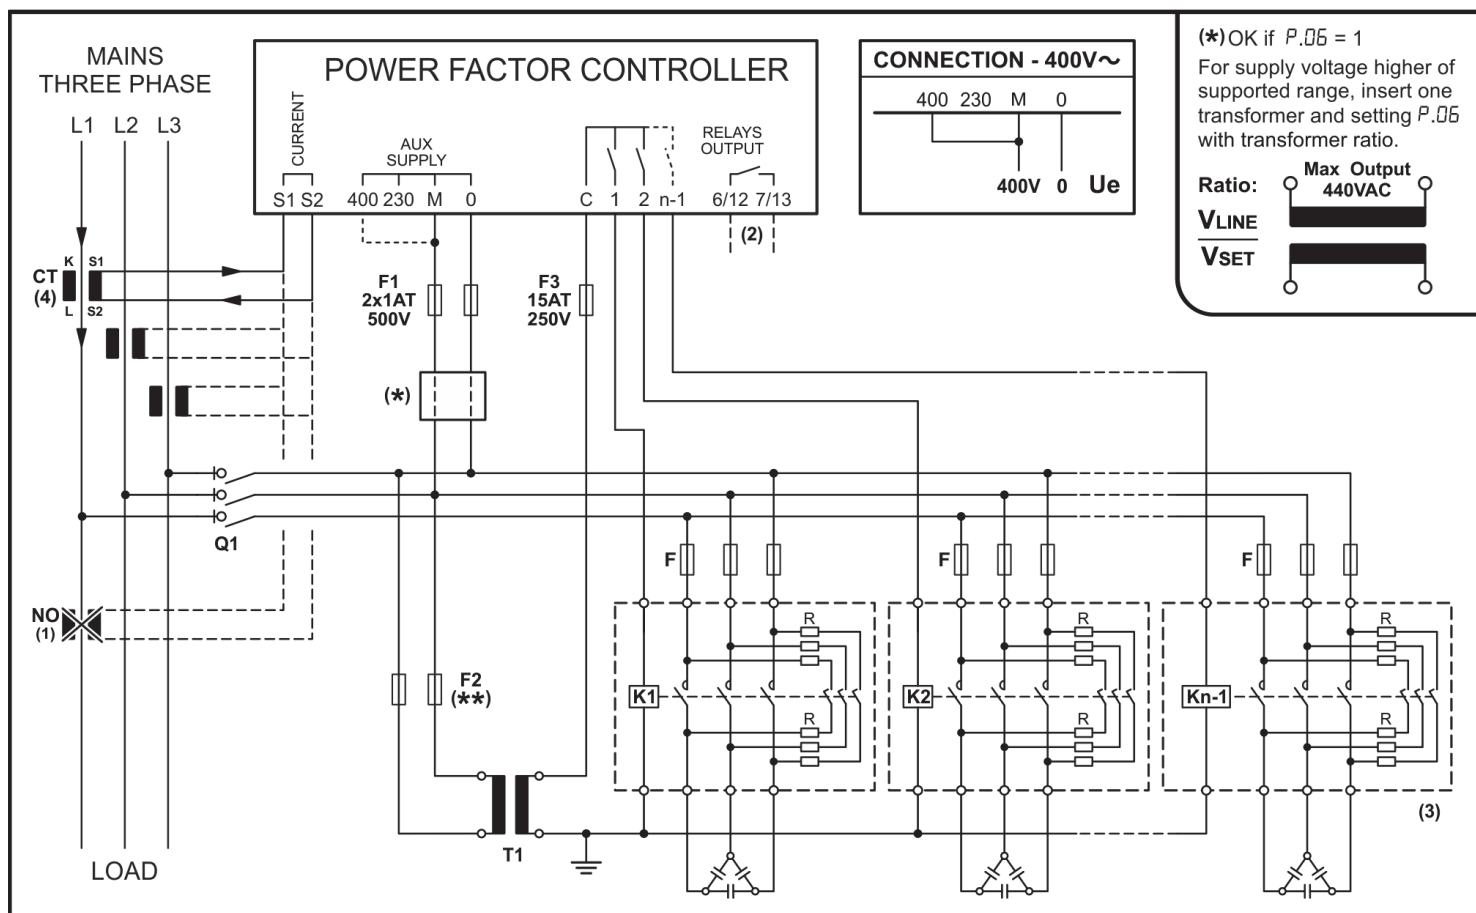 MAINS
THREE PHASE
L1 L2 L3
POWER FACTOR CONTROLLER
CURRENT
AUX
SUPPLY
RELAYS
OUTPUT
S1 S2 400 230 M 0 C 1 2 n-1 6/12 7/13
(2)
CONNECTION - 400V~
400 230 M 0
400V 0 Ue
(*) OK if P.06 = 1
For supply voltage higher of
supported range, insert one
transformer and setting P.06
with transformer ratio.
Ratio:
Max Output
440VAC
VLINE
VSET
K S1
CT
(4)
L S2
F1
2x1AT
500V
F3
15AT
250V
(*)
Q1
NO
(1)
F F F
R R R
F2
(**)
K1 K2 Kn-1
R R R
(3)
T1
LOAD